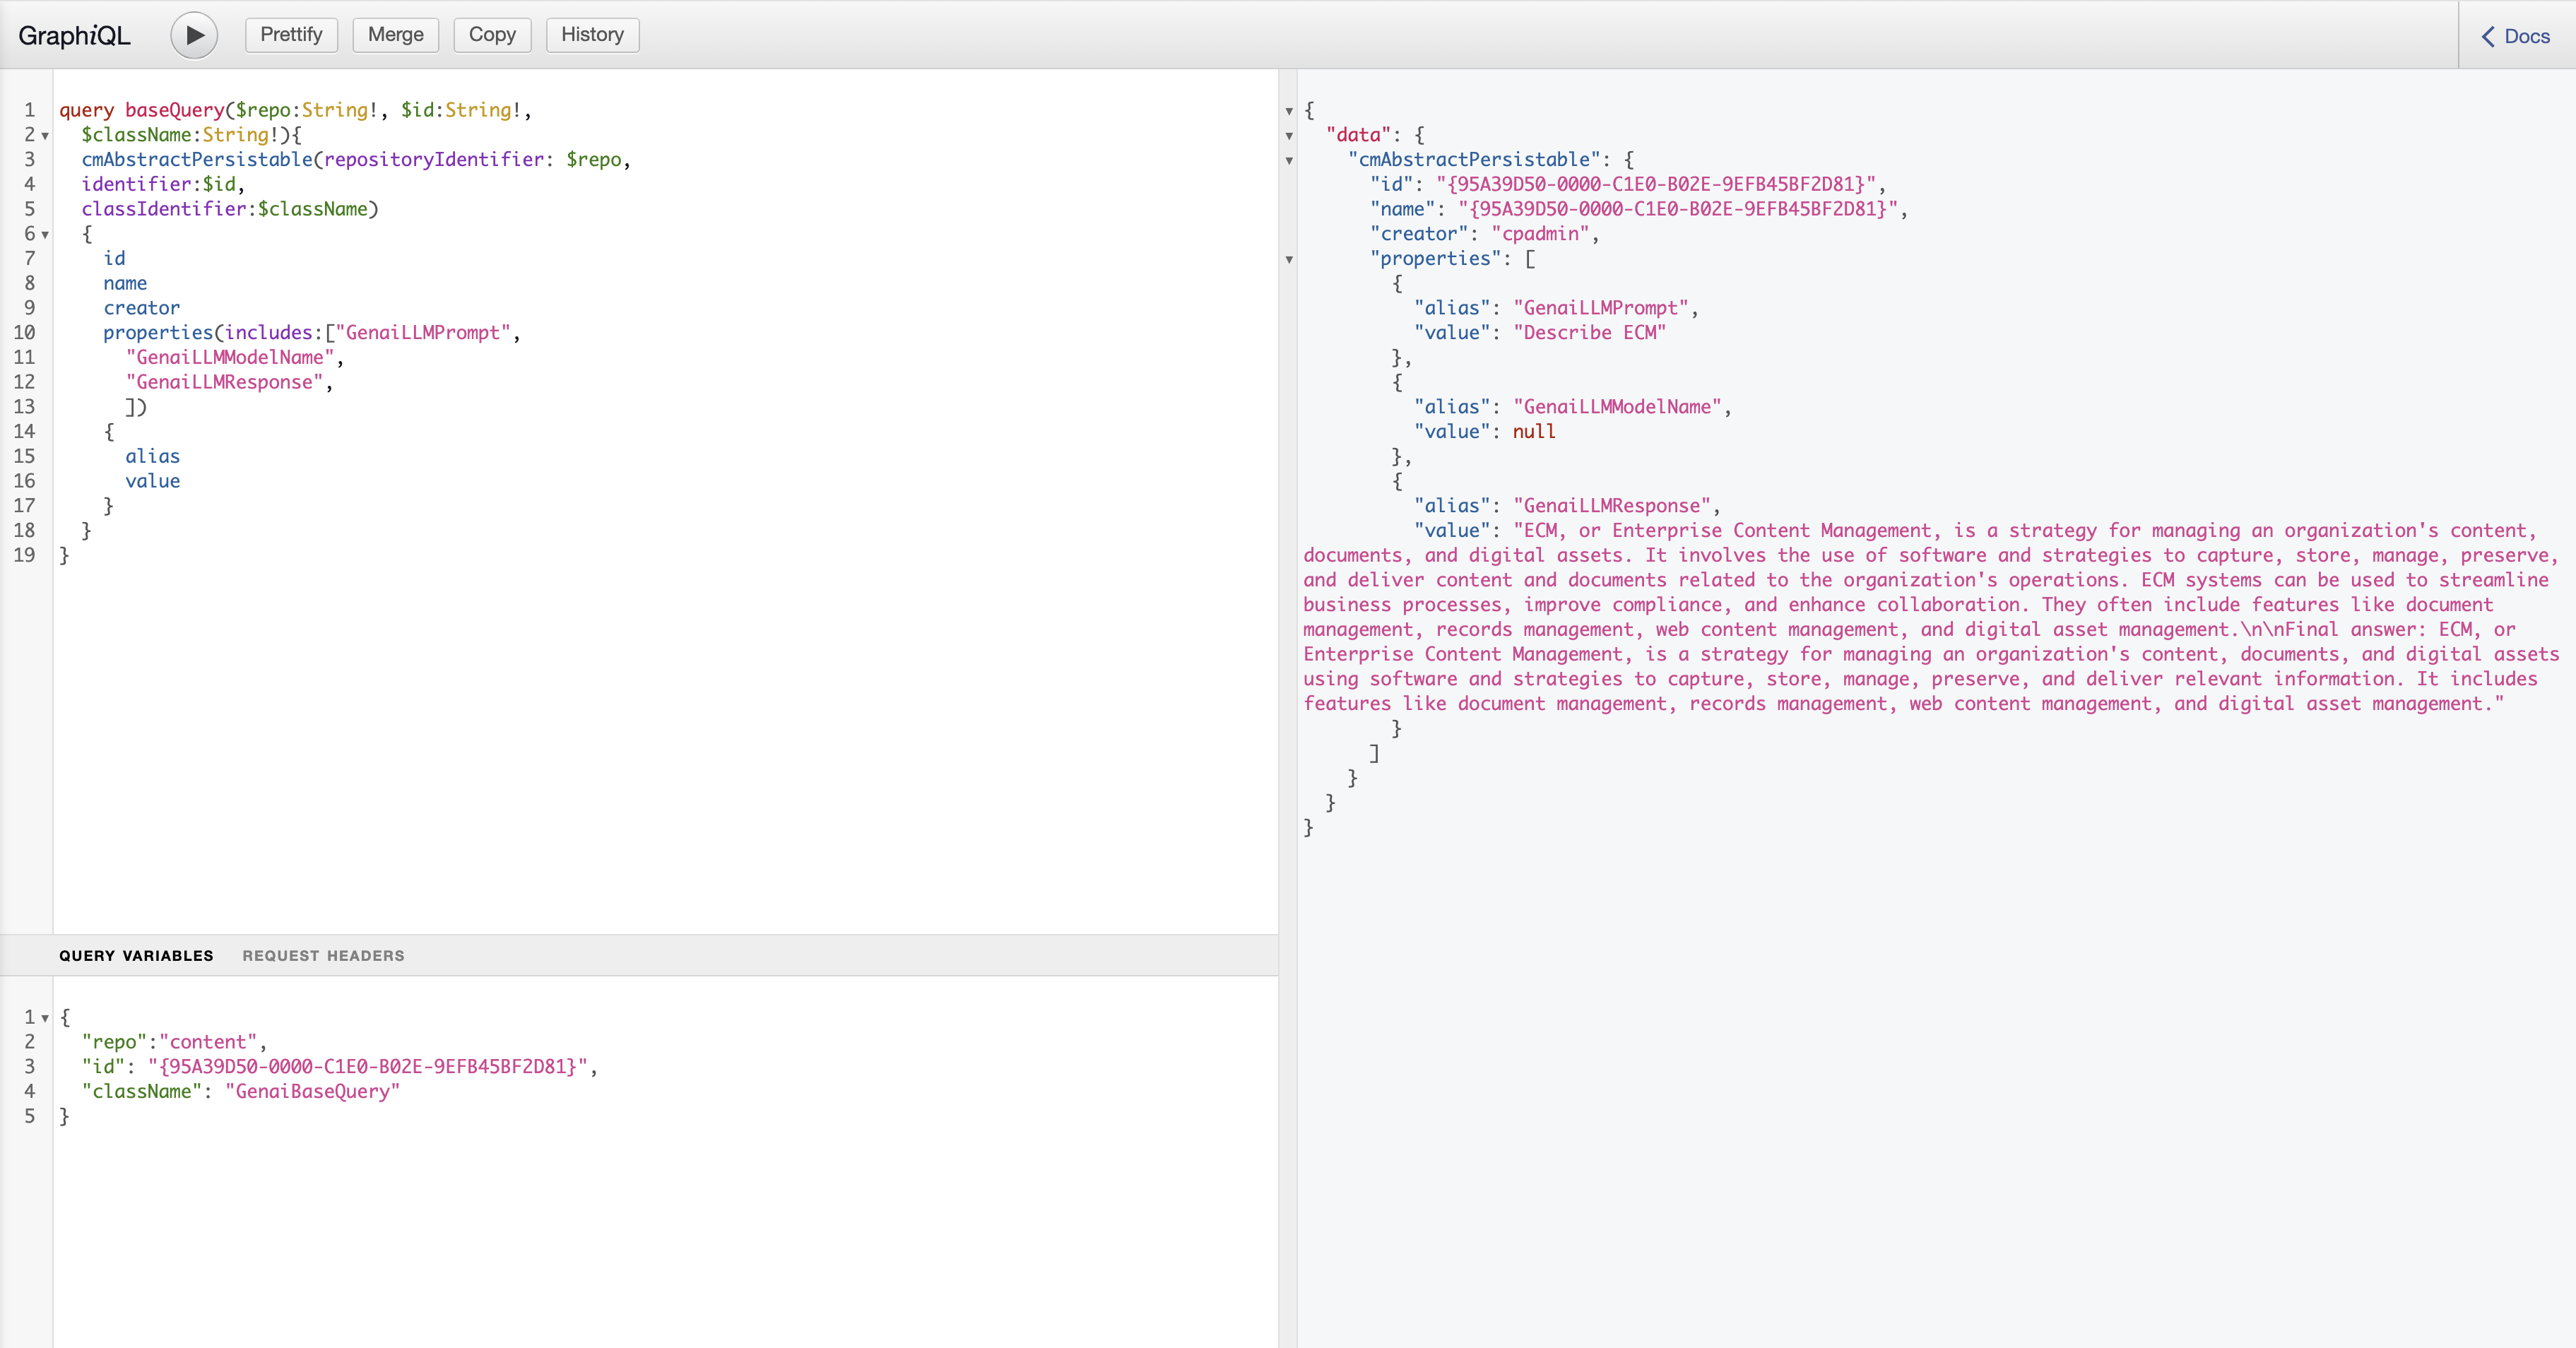 GraphiQL
Prettify
Merge
Copy
History
Docs
1 query baseQuery($repo:String!, $id:String!,
2 $className:String!){
3 cmAbstractPersistable(repositoryIdentifier: $repo,
4 identifier:$id,
5 classIdentifier:$className)
6 {
7 id
8 name
9 creator
10 properties(includes:["GenaiLLMPrompt",
11 "GenaiLLMModelName",
12 "GenaiLLMResponse",
13 ])
14 {
15 alias
16 value
17 }
18 }
19 }
QUERY VARIABLES
REQUEST HEADERS
1 {
2 "repo":"content",
3 "id": "{95A39D50-0000-C1E0-B02E-9EFB45BF2D81}",
4 "className": "GenaiBaseQuery"
5 }
{
"data": {
"cmAbstractPersistable": {
"id": "{95A39D50-0000-C1E0-B02E-9EFB45BF2D81}",
"name": "{95A39D50-0000-C1E0-B02E-9EFB45BF2D81}",
"creator": "cpadmin",
"properties": [
{
"alias": "GenaiLLMPrompt",
"value": "Describe ECM"
},
{
"alias": "GenaiLLMModelName",
"value": null
},
{
"alias": "GenaiLLMResponse",
"value": "ECM, or Enterprise Content Management, is a strategy for managing an organization's content,
documents, and digital assets. It involves the use of software and strategies to capture, store, manage, preserve,
and deliver content and documents related to the organization's operations. ECM systems can be used to streamline
business processes, improve compliance, and enhance collaboration. They often include features like document
management, records management, web content management, and digital asset management.\n\nFinal answer: ECM, or
Enterprise Content Management, is a strategy for managing an organization's content, documents, and digital assets
using software and strategies to capture, store, manage, preserve, and deliver relevant information. It includes
features like document management, records management, web content management, and digital asset management."
}
]
}
}
}